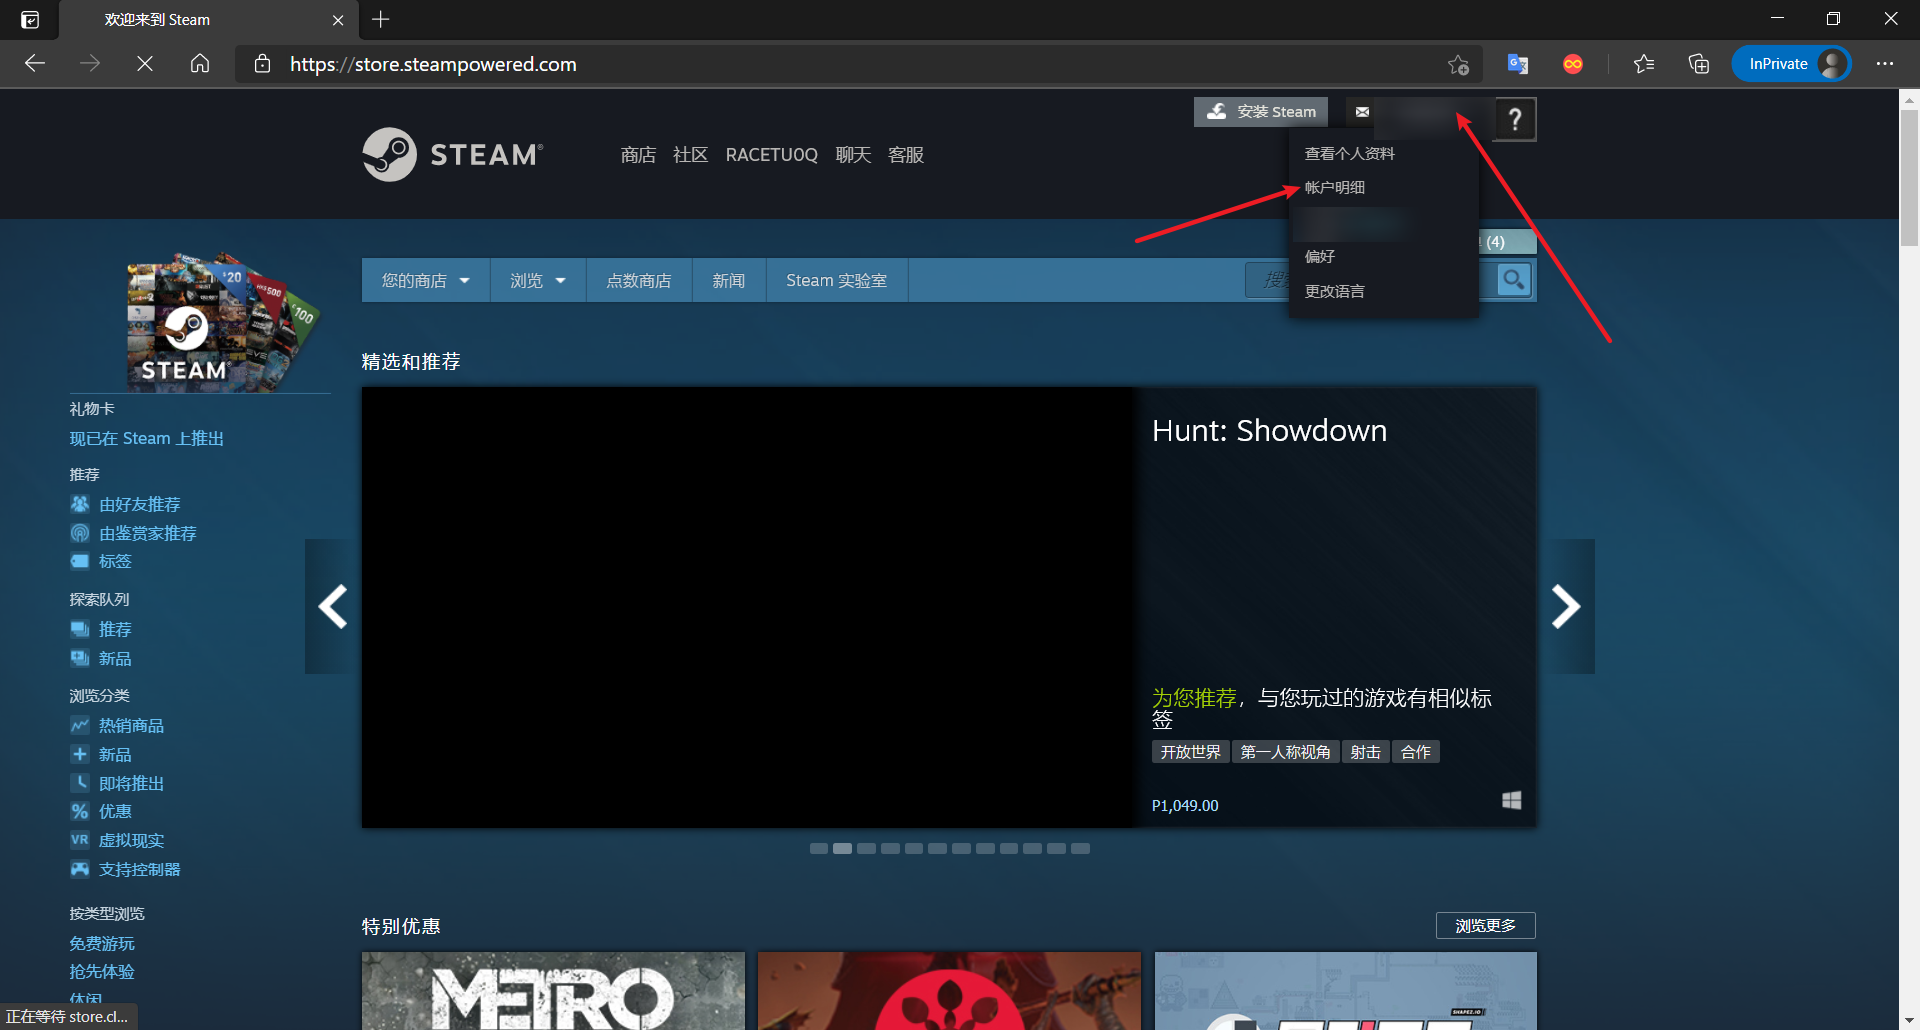 欢迎来到 Steam
https://store.steampowered.com
InPrivate
安装 Steam
?
STEAM®
商店 社区 RACETU0Q 聊天 客服
查看个人资料
帐户明细
偏好
更改语言
(4)
您的商店 浏览 点数商店 新闻 Steam 实验室
搜索
$20
HK$500
£100
STEAM®
礼物卡
现已在 Steam 上推出
推荐
由好友推荐
由鉴赏家推荐
标签
探索队列
推荐
新品
浏览分类
热销商品
新品
即将推出
优惠
VR 虚拟现实
支持控制器
按类型浏览
免费游玩
抢先体验
休闲
精选和推荐
Hunt: Showdown
为您推荐，与您玩过的游戏有相似标
签
开放世界 第一人称视角 射击 合作
P1,049.00
特别优惠
浏览更多
METRO
SHAPEZ.IO
正在等待 store.cl...